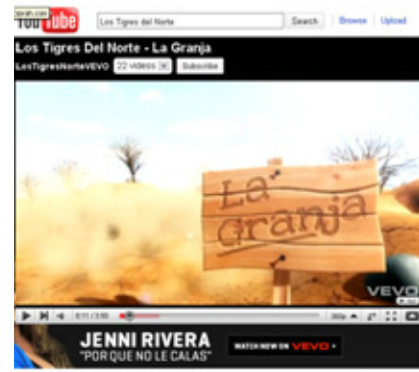 YouTube
Los Tigres del Norte Search Browse Upload
Los Tigres Del Norte - La Granja
LosTigresNorteVEVO 22 videos Subscribe
La
Granja
VEVO
360p
JENNI RIVERA
"POR QUE NO LE CALAS"
WATCH NOW ON VEVO